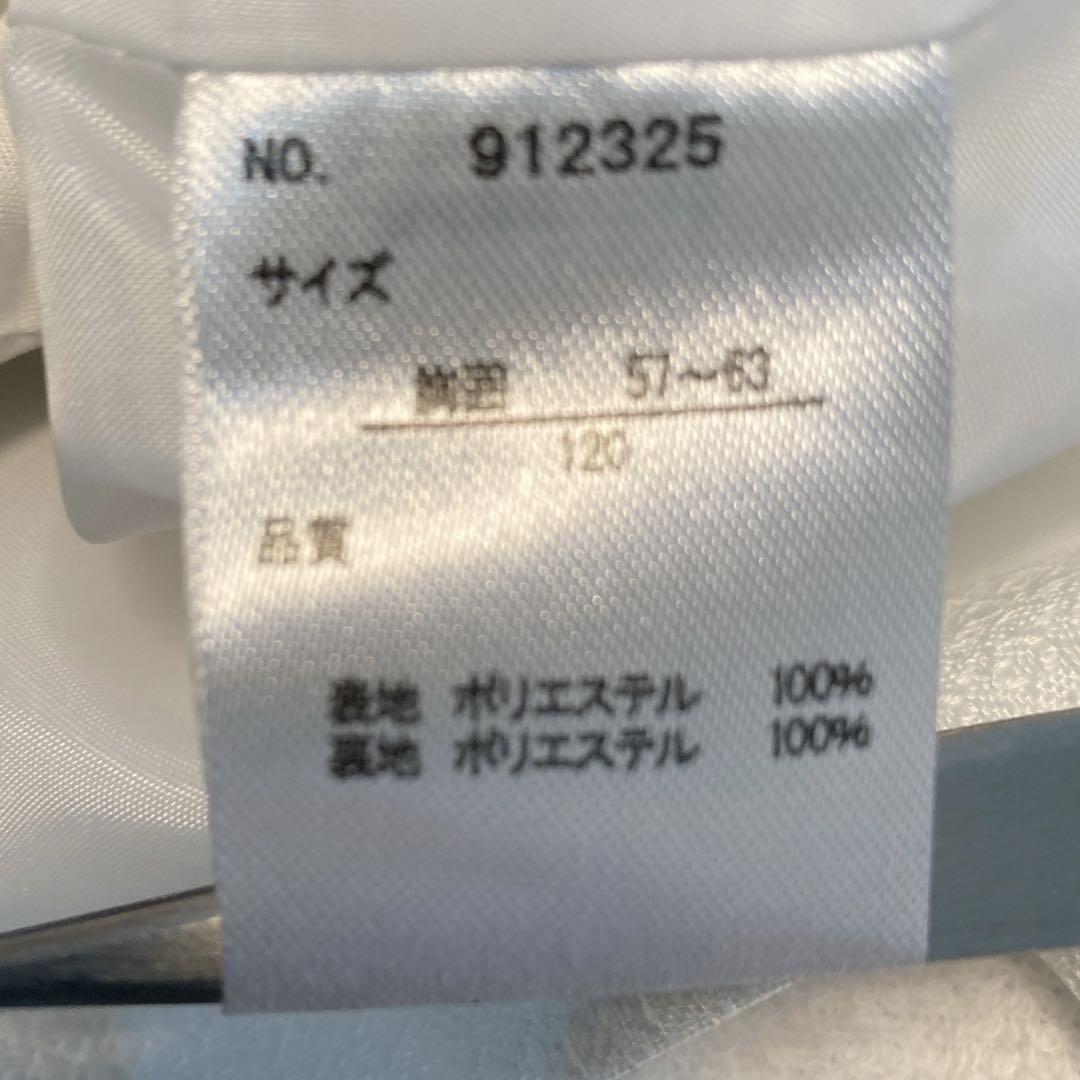 NO. 912325
サイズ
胸囲 57〜63
120
品質
表地 ポリエステル 100%
裏地 ポリエステル 100%